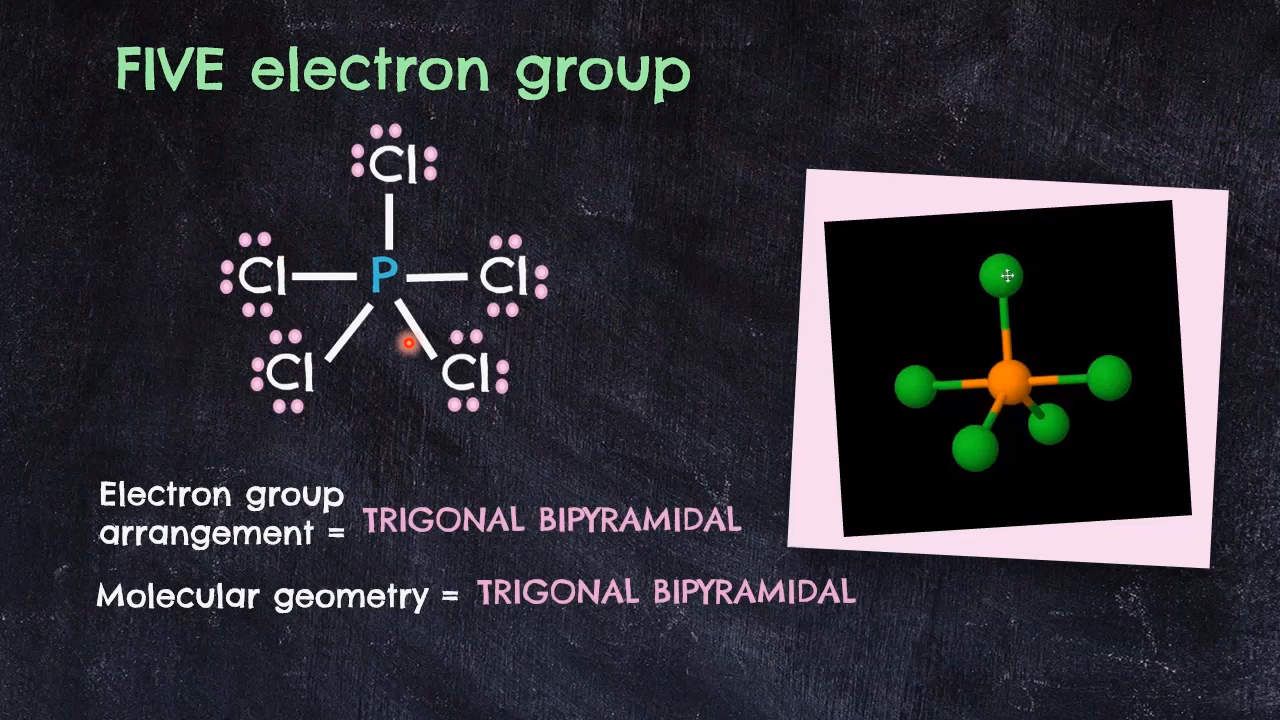 FIVE electron group
Cl
Cl P Cl
Cl Cl
Electron group
arrangement = TRIGONAL BIPYRAMIDAL
Molecular geometry = TRIGONAL BIPYRAMIDAL